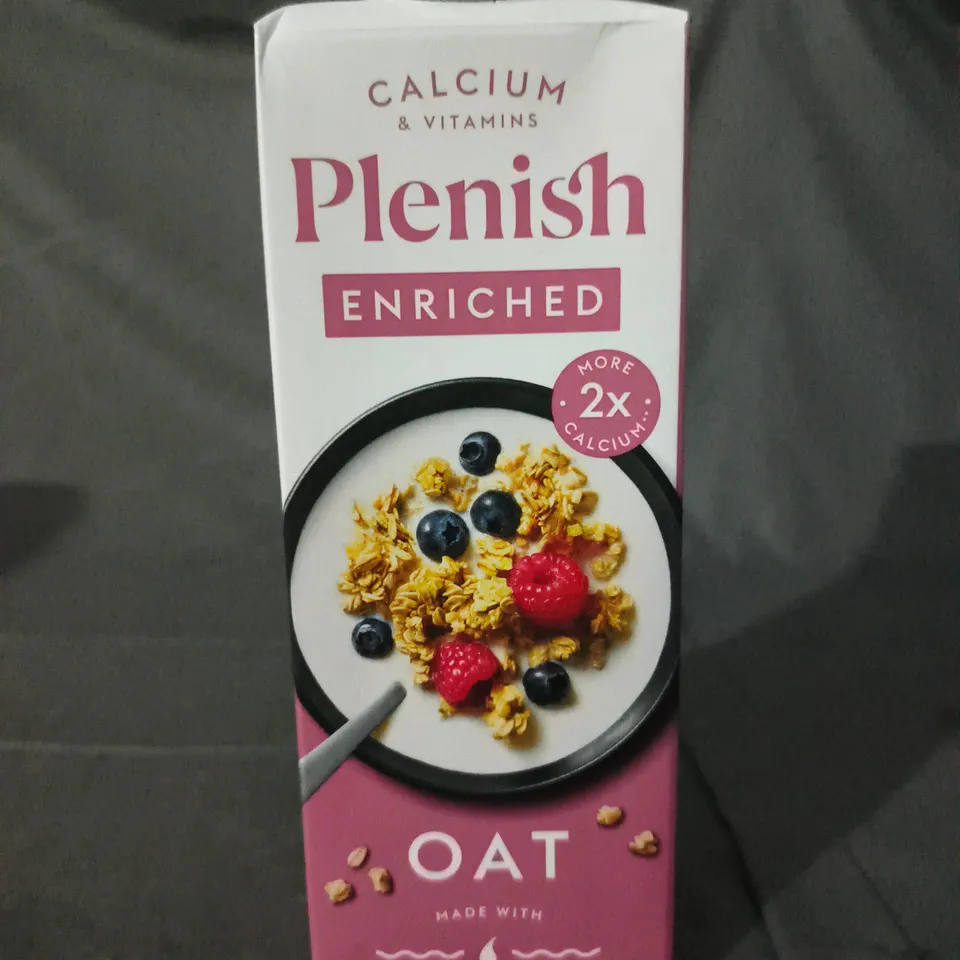 CALCIUM
& VITAMINS
Plenish
ENRICHED
MORE
2x
CALCIUM**
OAT
MADE WITH